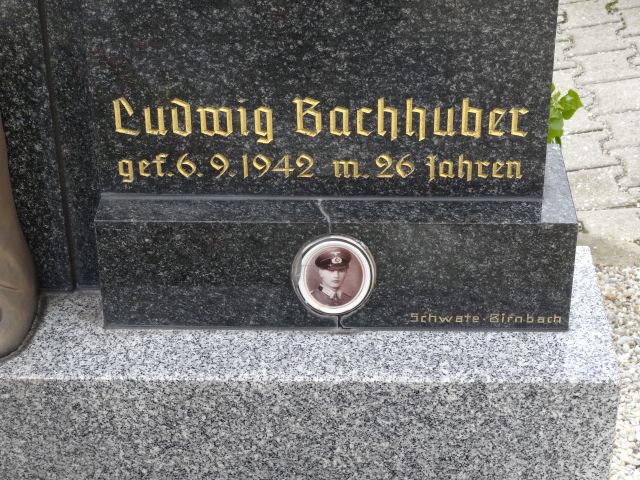 Ludwig Bachhuber
gef. 6. 9. 1942 m. 26 Jahren
Schwate · Birnbach